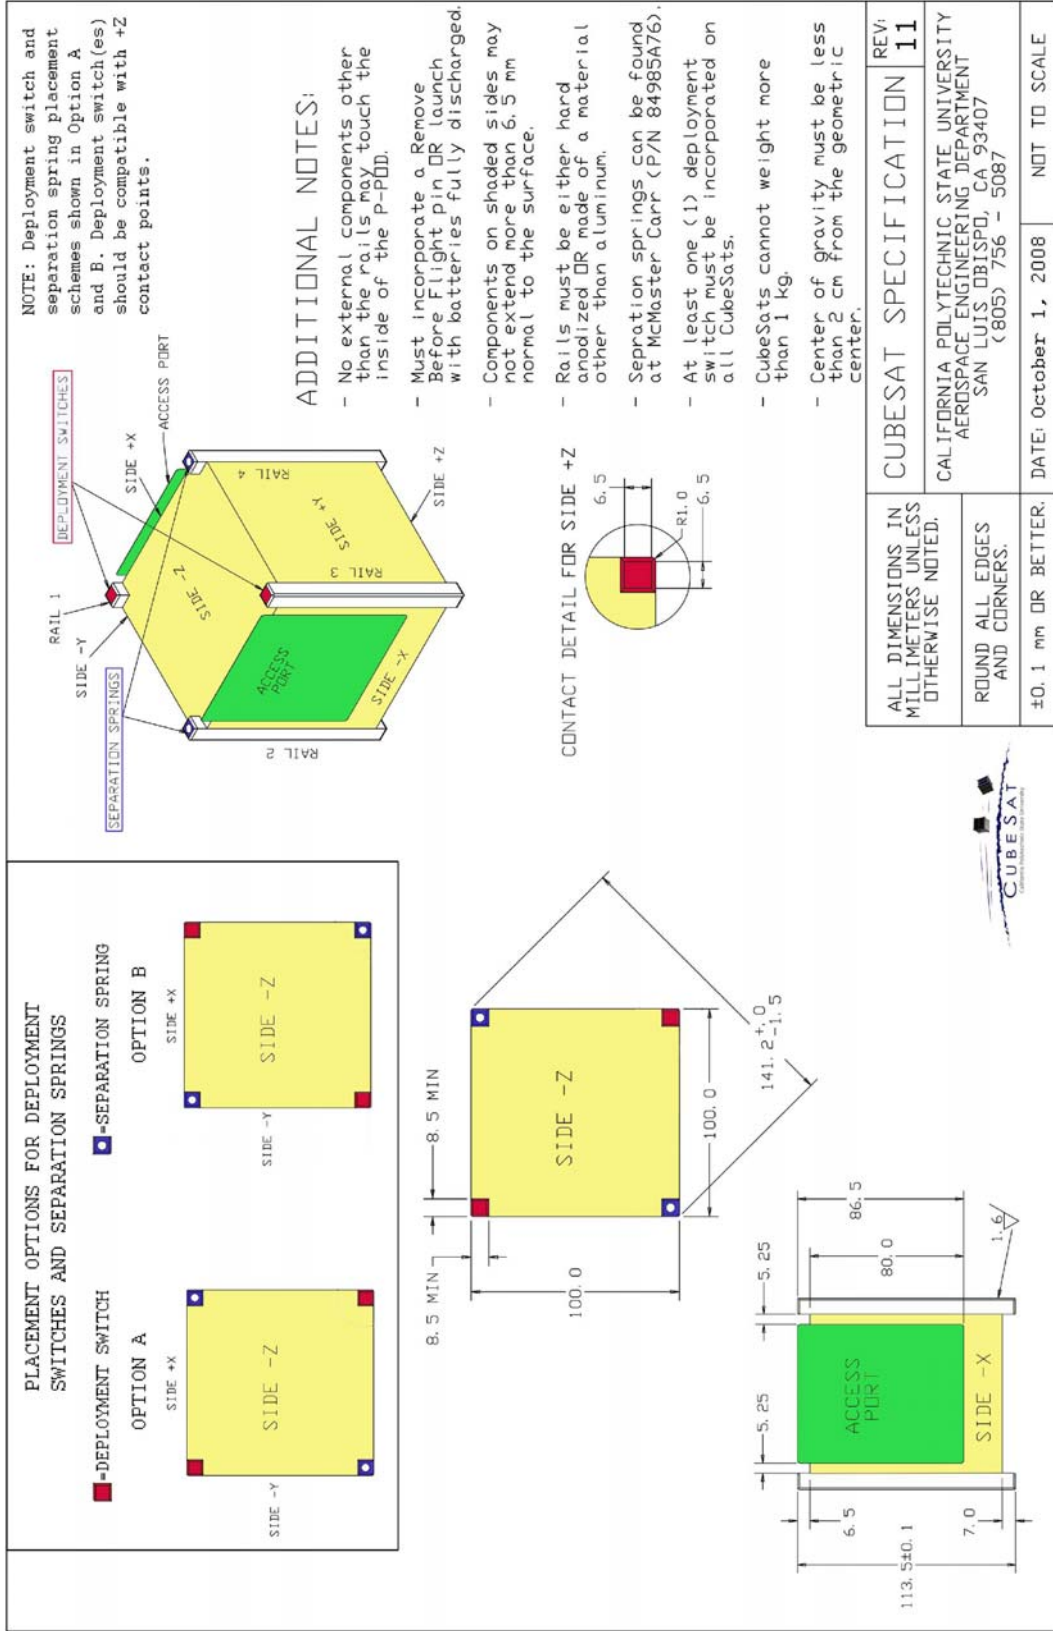 PLACEMENT OPTIONS FOR DEPLOYMENT
SWITCHES AND SEPARATION SPRINGS
=DEPLOYMENT SWITCH
=SEPARATION SPRING
OPTION A
SIDE +X
SIDE -Y
SIDE -Z
OPTION B
SIDE +X
SIDE -Y
SIDE -Z
SEPARATION SPRINGS
DEPLOYMENT SWITCHES
RAIL 1
SIDE -Y
SIDE +X
ACCESS PORT
SIDE -Z
RAIL 4
SIDE +Y
RAIL 3
ACCESS
PORT
SIDE -X
RAIL 2
SIDE +Z
NOTE: Deployment switch and
separation spring placement
schemes shown in Option A
and B. Deployment switch(es)
should be compatible with +Z
contact points.
8.5 MIN
8.5 MIN
SIDE -Z
100.0
100.0
141.2 +.0
-1.5
CONTACT DETAIL FOR SIDE +Z
6.5
R1.0
6.5
ADDITIONAL NOTES:
- No external components other
than the rails may touch the
inside of the P-POD.
- Must incorporate a Remove
Before Flight pin OR launch
with batteries fully discharged.
- Components on shaded sides may
not extend more than 6.5 mm
normal to the surface.
- Rails must be either hard
anodized OR made of a material
other than aluminum.
- Sepration springs can be found
at McMaster Carr (P/N 84985A76).
- At least one (1) deployment
switch must be incorporated on
all CubeSats.
- CubeSats cannot weight more
than 1 kg.
- Center of gravity must be less
than 2 cm from the geometric
center.
5.25
5.25
ACCESS
PORT
SIDE -X
86.5
80.0
6.5
7.0
113.5±0.1
1.6
CUBESAT
ALL DIMENSIONS IN
MILLIMETERS UNLESS
OTHERWISE NOTED.
ROUND ALL EDGES
AND CORNERS.
±0.1 mm OR BETTER.
CUBESAT SPECIFICATION
REV:
11
CALIFORNIA POLYTECHNIC STATE UNIVERSITY
AEROSPACE ENGINEERING DEPARTMENT
SAN LUIS OBISPO, CA 93407
(805) 756 - 5087
DATE: October 1, 2008
NOT TO SCALE